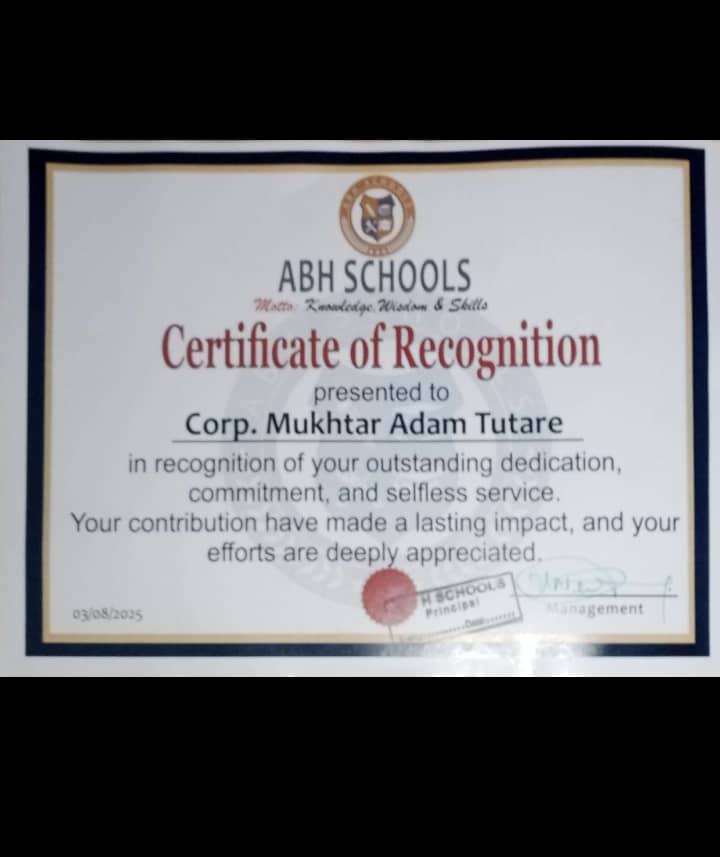 ABH SCHOOLS
ABH SCHOOLS
Motto: Knowledge, Wisdom & Skills
Certificate of Recognition
presented to
Corp. Mukhtar Adam Tutare
in recognition of your outstanding dedication,
commitment, and selfless service.
Your contribution have made a lasting impact, and your
efforts are deeply appreciated.
H SCHOOLS
Principal
Date
03/08/2025
Management